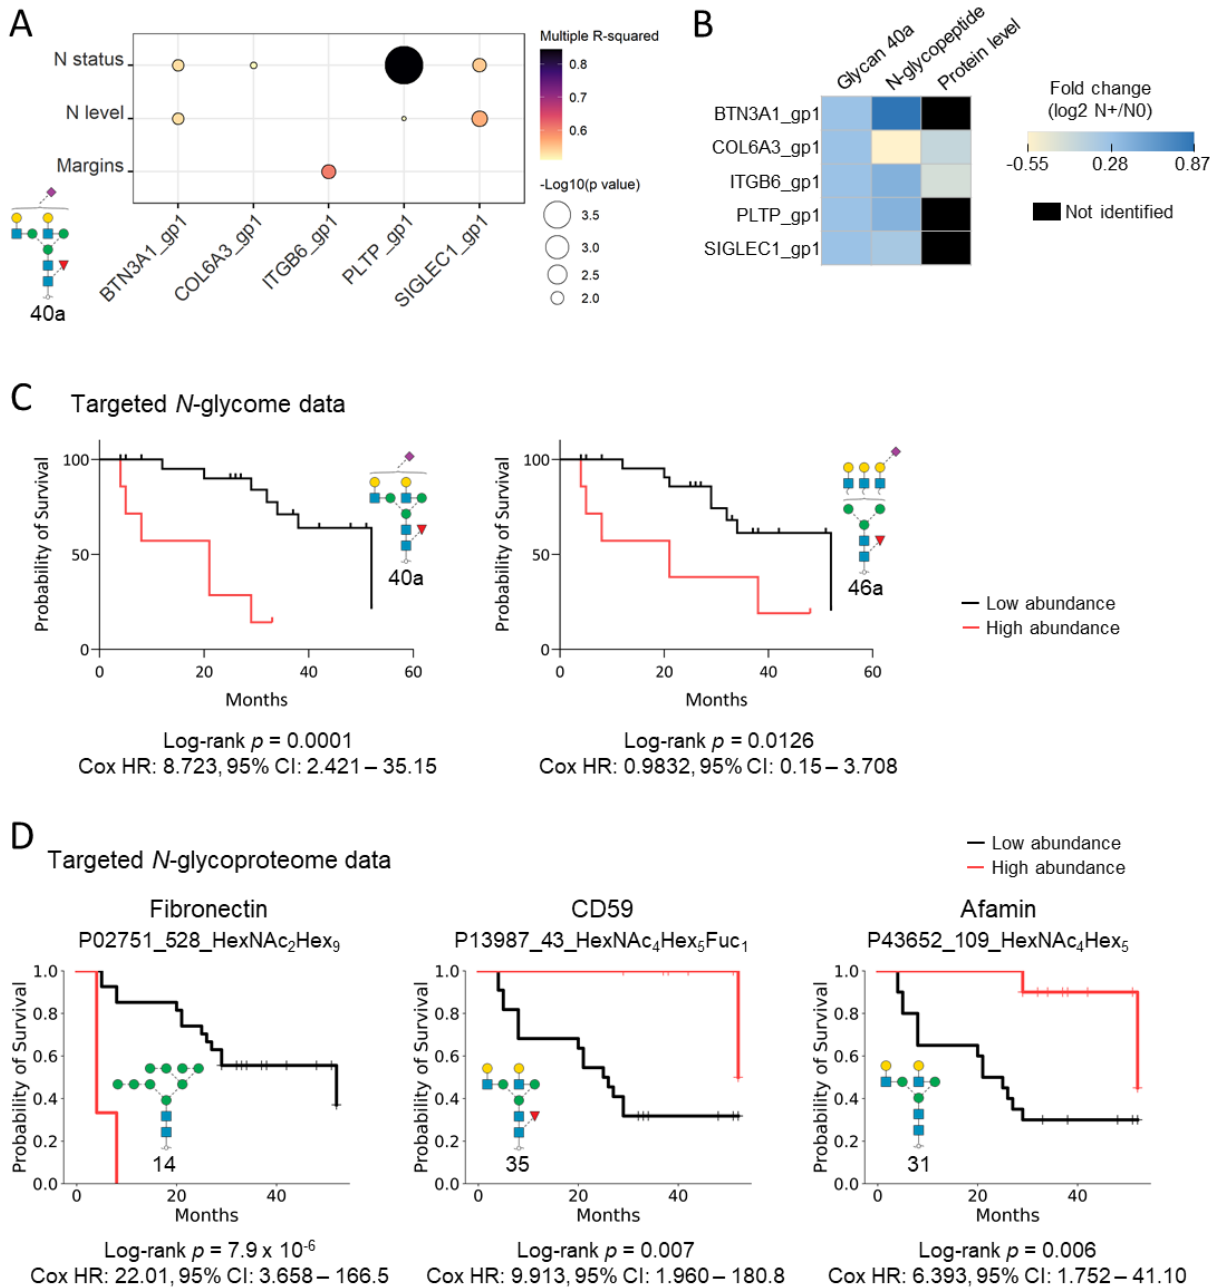 A
N status
N level
Margins
BTN3A1_gp1
COL6A3_gp1
ITGB6_gp1
PLTP_gp1
SIGLEC1_gp1
40a
Multiple R-squared
0.8
0.7
0.6
-Log10(p value)
3.5
3.0
2.5
2.0
B
Glycan 40a
N-glycopeptide
Protein level
BTN3A1_gp1
COL6A3_gp1
ITGB6_gp1
PLTP_gp1
SIGLEC1_gp1
Fold change
(log2 N+/N0)
-0.55 0.28 0.87
Not identified
C
Targeted N-glycome data
Probability of Survival
100
50
0
0 20 40 60
Months
40a
Log-rank p = 0.0001
Cox HR: 8.723, 95% CI: 2.421 – 35.15
Probability of Survival
100
50
0
0 20 40 60
Months
46a
Log-rank p = 0.0126
Cox HR: 0.9832, 95% CI: 0.15 – 3.708
Low abundance
High abundance
D
Targeted N-glycoproteome data
Low abundance
High abundance
Fibronectin
P02751_528_HexNAc₂Hex₉
Probability of Survival
1.0
0.8
0.6
0.4
0.2
0.0
0 20 40
Months
14
Log-rank p = 7.9 x 10⁻⁶
Cox HR: 22.01, 95% CI: 3.658 – 166.5
CD59
P13987_43_HexNAc₄Hex₅Fuc₁
Probability of Survival
1.0
0.8
0.6
0.4
0.2
0.0
0 20 40
Months
35
Log-rank p = 0.007
Cox HR: 9.913, 95% CI: 1.960 – 180.8
Afamin
P43652_109_HexNAc₄Hex₅
Probability of Survival
1.0
0.8
0.6
0.4
0.2
0.0
0 20 40
Months
31
Log-rank p = 0.006
Cox HR: 6.393, 95% CI: 1.752 – 41.10